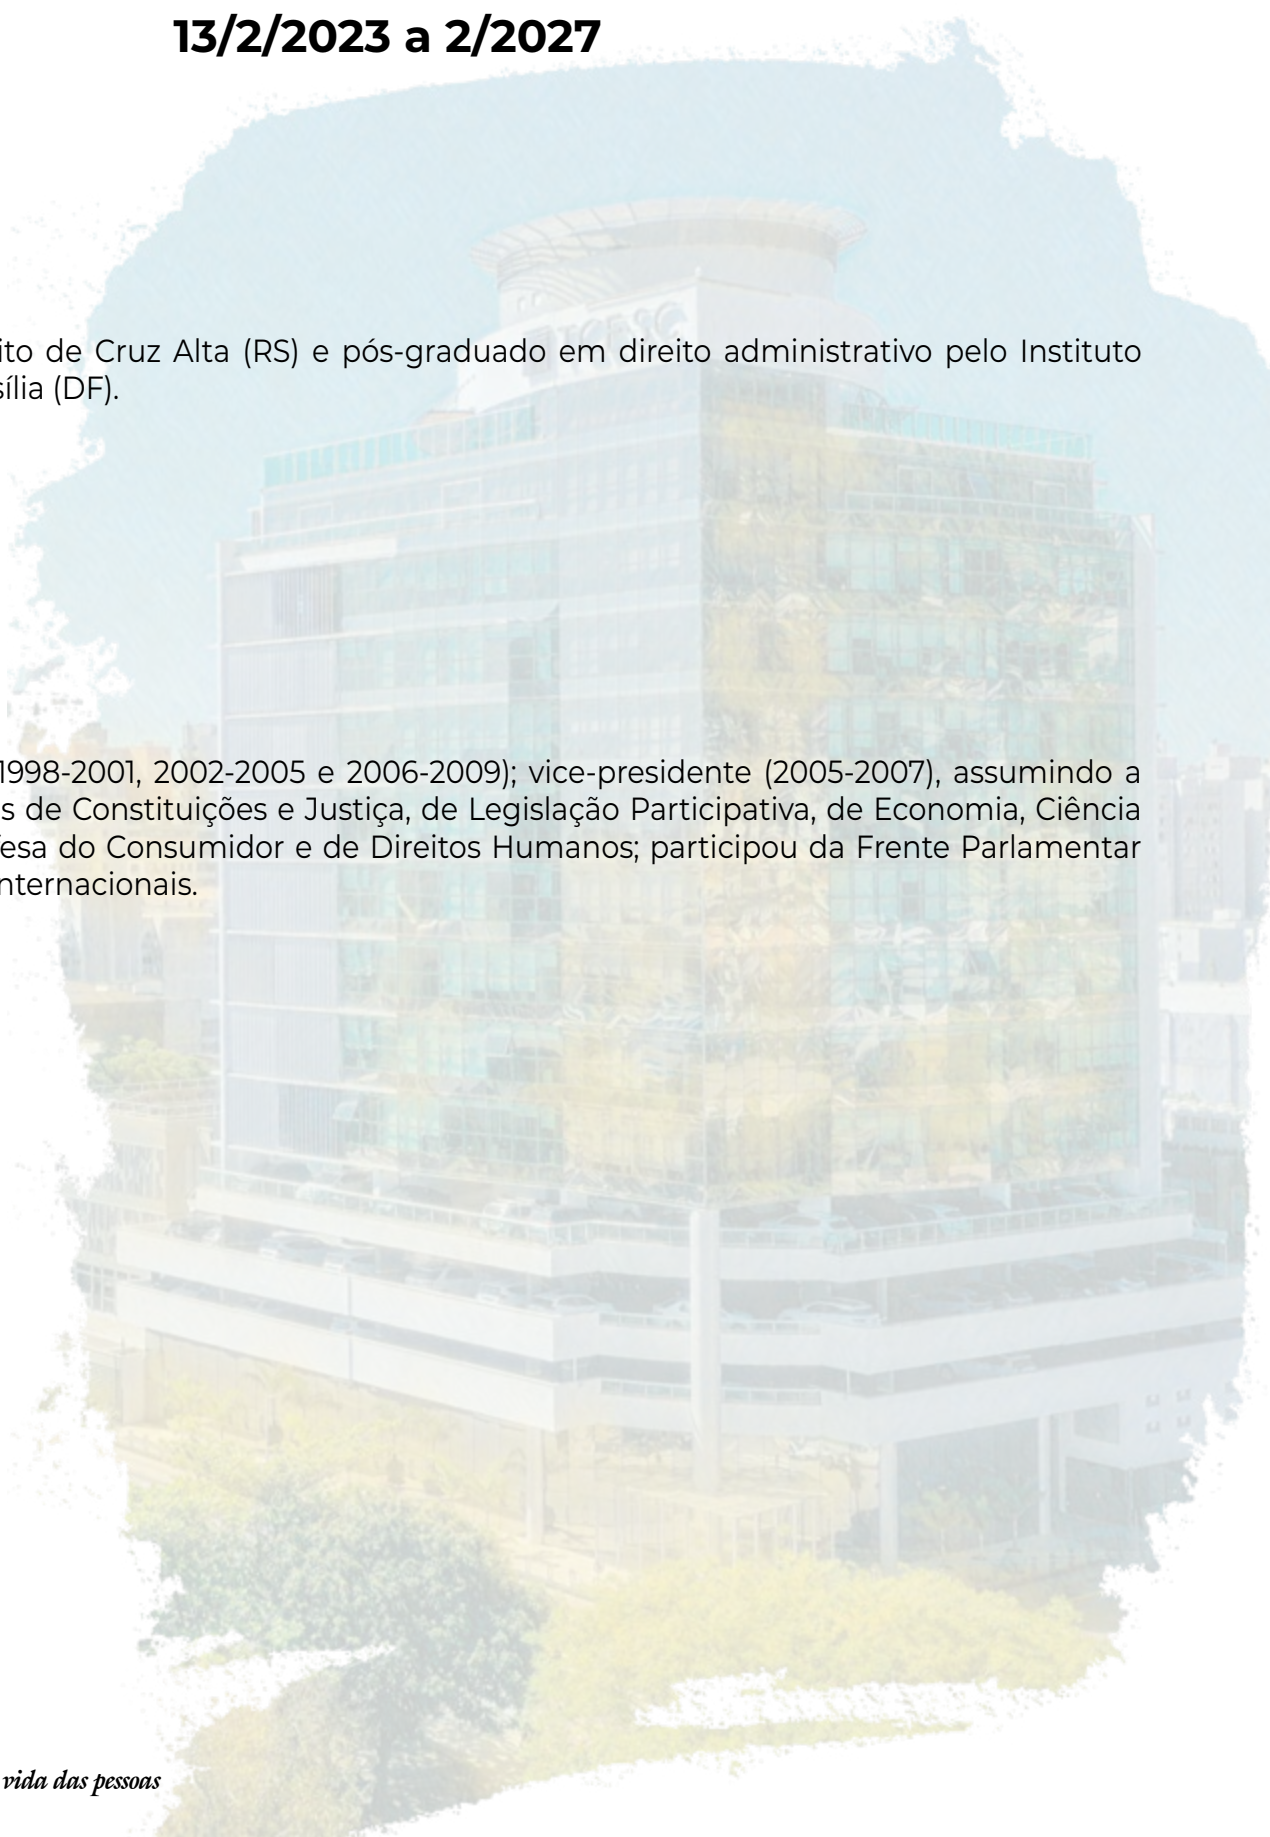 13/2/2023 a 2/2027
TCE SC
ito de Cruz Alta (RS) e pós-graduado em direito administrativo pelo Instituto
sília (DF).
1998-2001, 2002-2005 e 2006-2009); vice-presidente (2005-2007), assumindo a
s de Constituições e Justiça, de Legislação Participativa, de Economia, Ciência
fesa do Consumidor e de Direitos Humanos; participou da Frente Parlamentar
nternacionais.
vida das pessoas